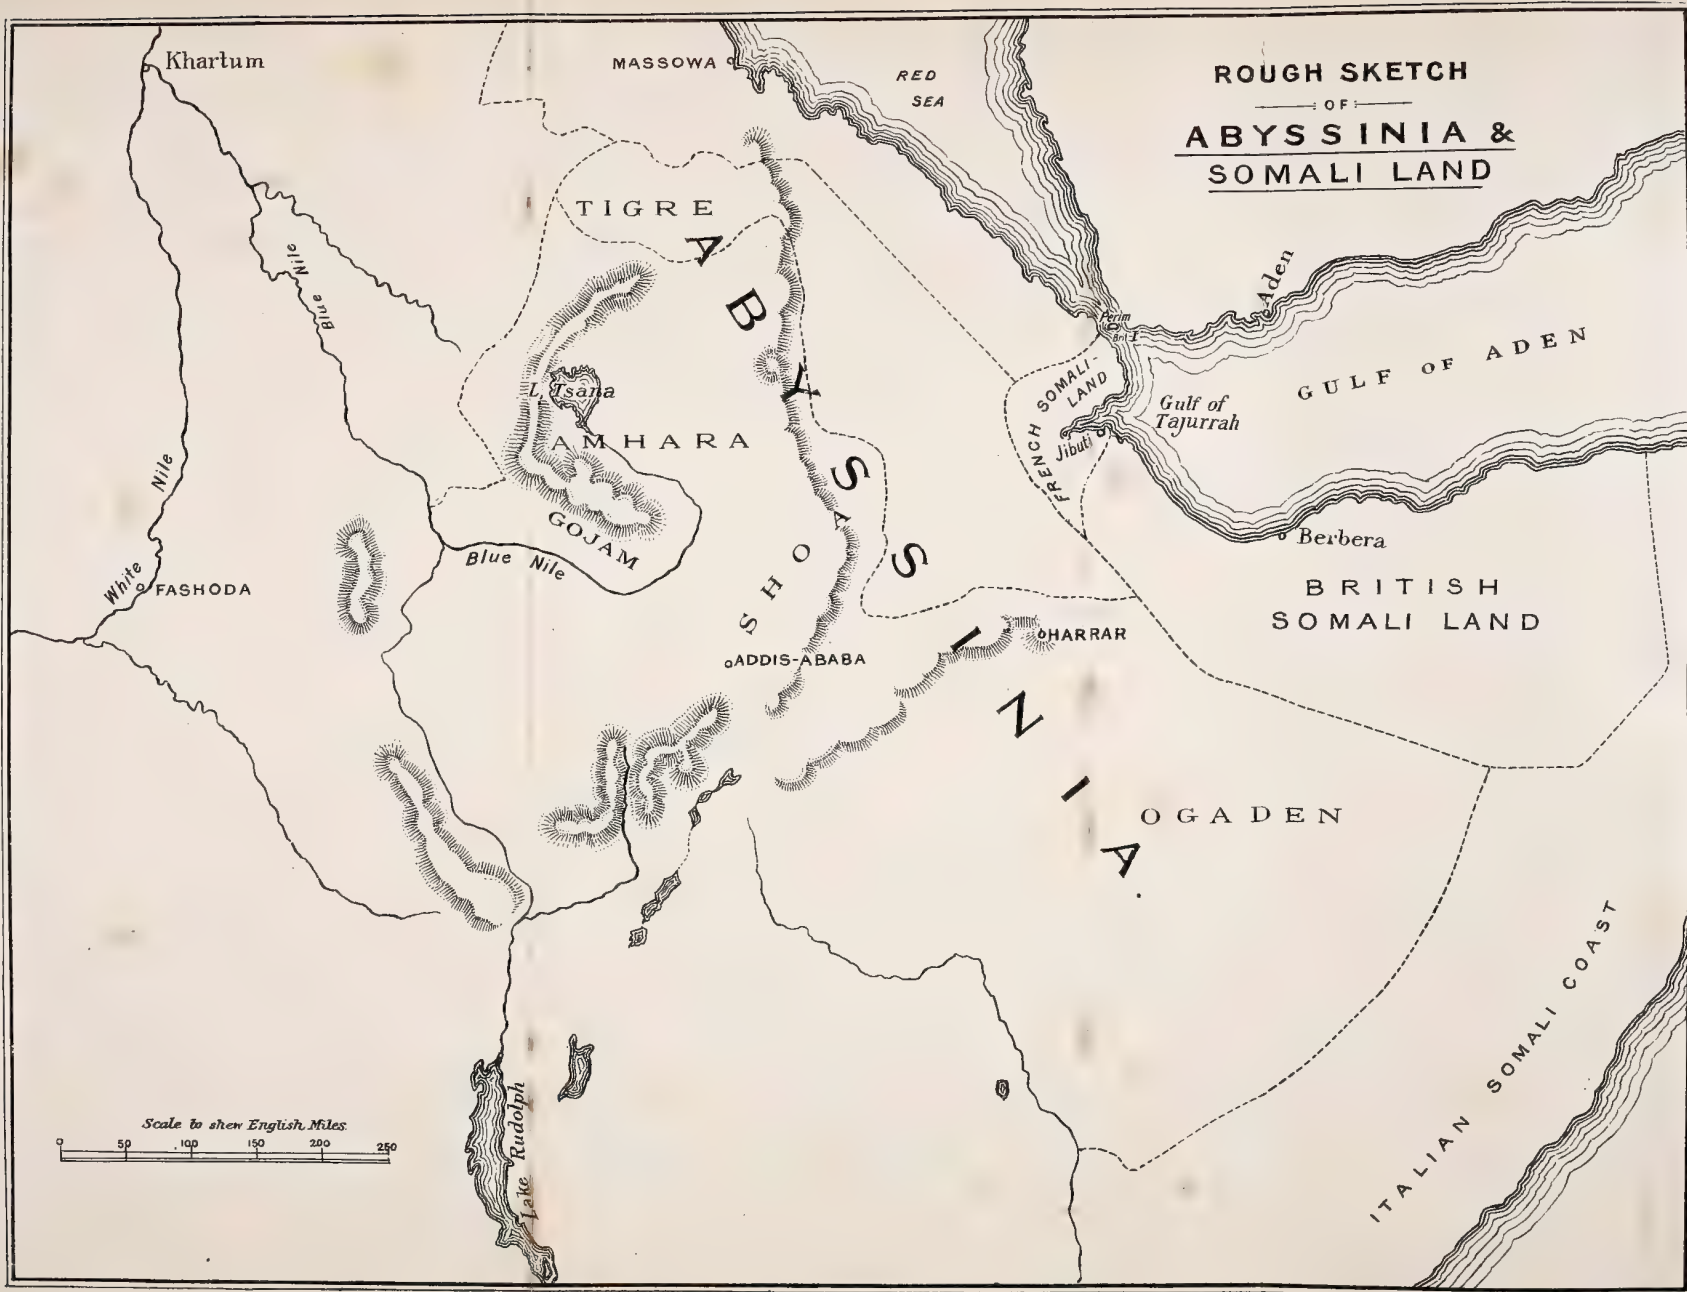 ROUGH SKETCH
OF
ABYSSINIA &
SOMALI LAND
Khartum
MASSOWA
RED
SEA
TIGRE
ABYSSINIA
Blue Nile
Aden
Perim
I.
Brit.
L. Tsana
AMHARA
FRENCH SOMALI-
LAND
GULF OF ADEN
Gulf of
Tajurrah
Jibuti
White Nile
GOJAM
Blue Nile
SHOA
FASHODA
Berbera
BRITISH
SOMALI LAND
HARRAR
ADDIS-ABABA
OGADEN
ITALIAN SOMALI COAST
Lake Rudolph
Scale to shew English Miles.
0 50 100 150 200 250